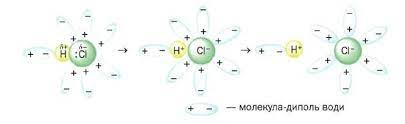 δ+ δ−
+ − H :Cl → + − H⁺ Cl⁻ → + − H⁺ Cl⁻
+ − — молекула-диполь води